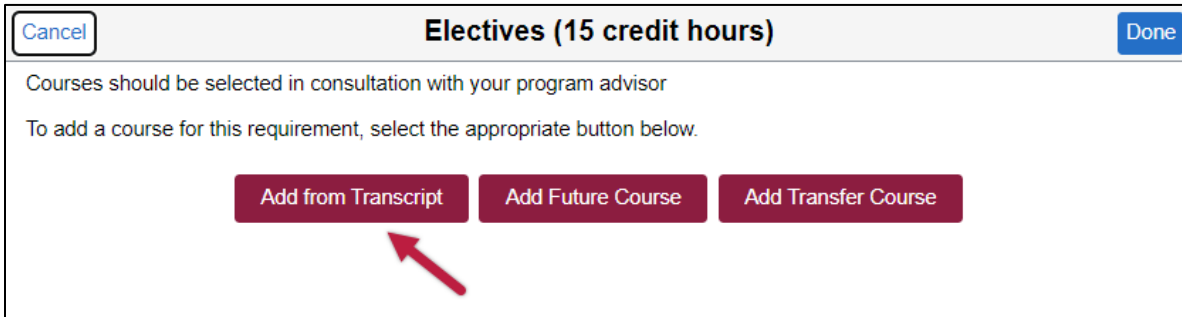 Cancel Electives (15 credit hours) Done
Courses should be selected in consultation with your program advisor
To add a course for this requirement, select the appropriate button below.
Add from Transcript Add Future Course Add Transfer Course